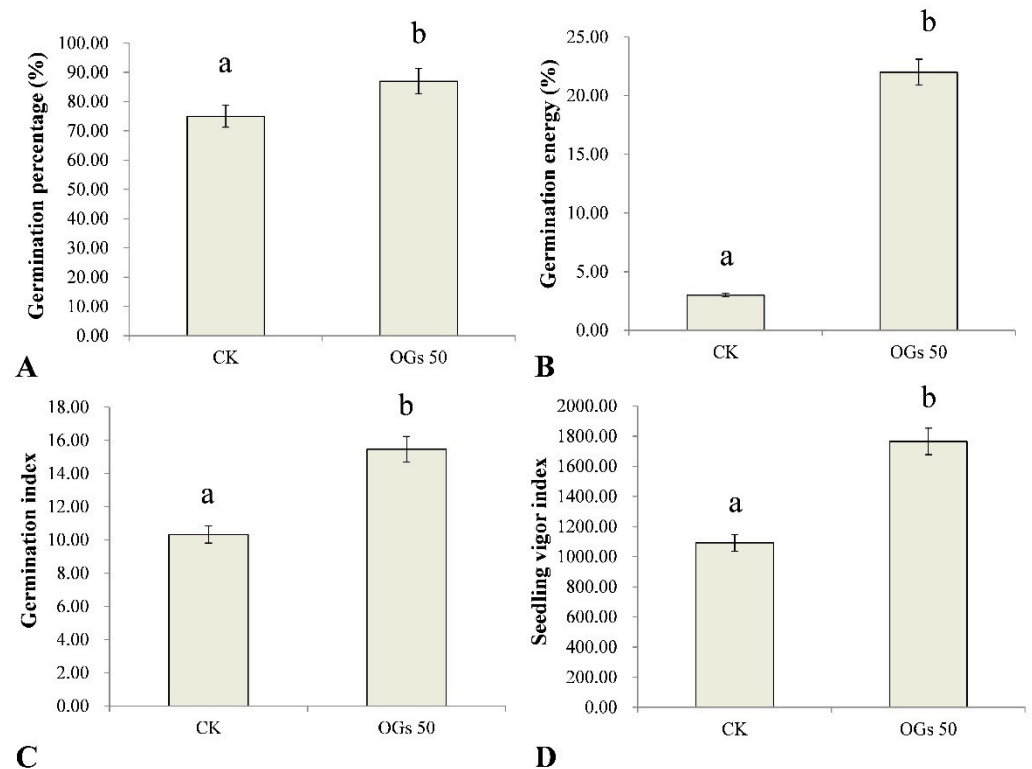 Germination percentage (%)
100.00
90.00
80.00
70.00
60.00
50.00
40.00
30.00
20.00
10.00
0.00
a
b
CK
OGs 50
A
Germination energy (%)
25.00
20.00
15.00
10.00
5.00
0.00
a
b
CK
OGs 50
B
Germination index
18.00
16.00
14.00
12.00
10.00
8.00
6.00
4.00
2.00
0.00
a
b
CK
OGs 50
C
Seedling vigor index
2000.00
1800.00
1600.00
1400.00
1200.00
1000.00
800.00
600.00
400.00
200.00
0.00
a
b
CK
OGs 50
D